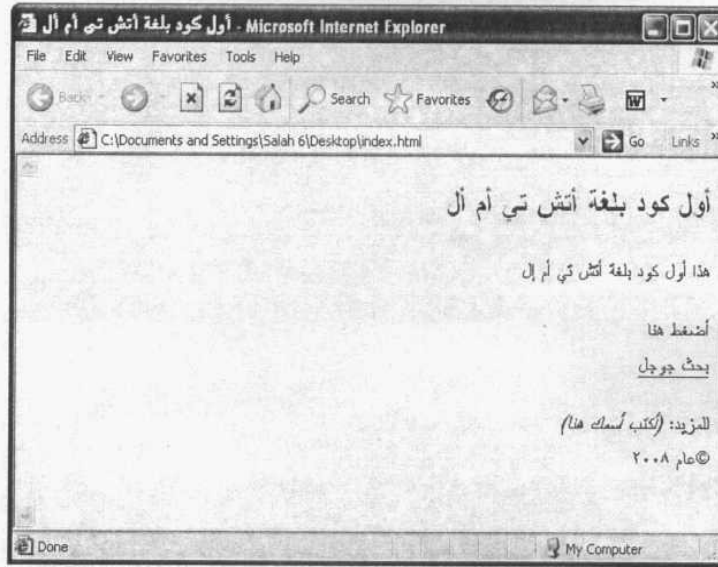 أول كود بلغة أتش تي أم أل - Microsoft Internet Explorer
File Edit View Favorites Tools Help
Back Search Favorites
Address C:\Documents and Settings\Salah 6\Desktop\index.html Go Links
أول كود بلغة أتش تي أم أل
هذا أول كود بلغة أتش تي أم إل
أضغط هنا
بحث جوجل
للمزيد: (أكتب أسمك هنا)
©عام ٢٠٠٨
Done My Computer